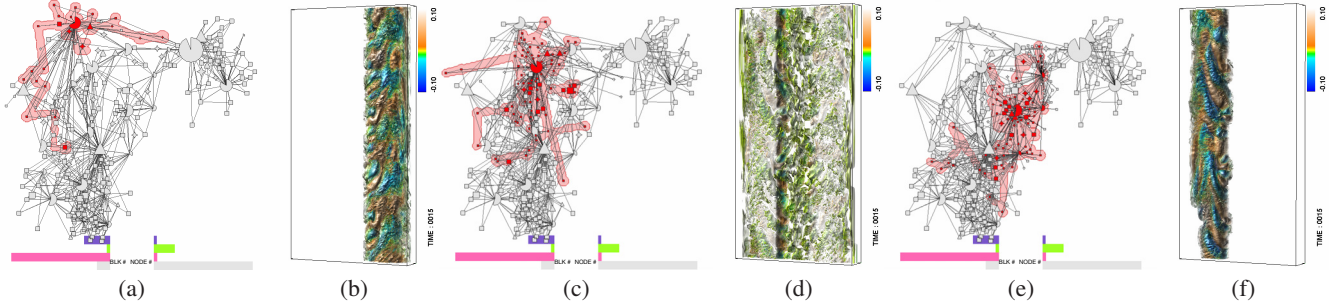 0.10
-0.10
TIME : 0015
BLK # NODE #
(a)
(b)
0.10
-0.10
TIME : 0015
BLK # NODE #
(c)
(d)
0.10
-0.10
TIME : 0015
BLK # NODE #
(e)
(f)